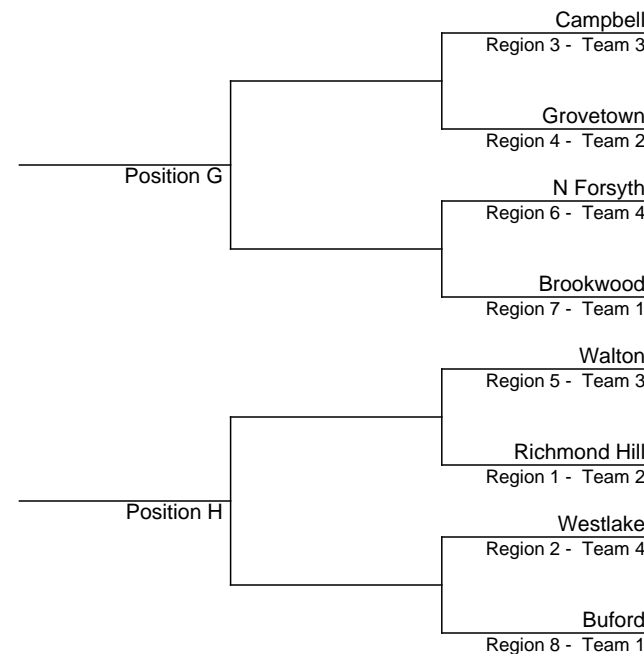 Campbell
Region 3 - Team 3
Grovetown
Region 4 - Team 2
Position G
N Forsyth
Region 6 - Team 4
Brookwood
Region 7 - Team 1
Walton
Region 5 - Team 3
Richmond Hill
Region 1 - Team 2
Position H
Westlake
Region 2 - Team 4
Buford
Region 8 - Team 1